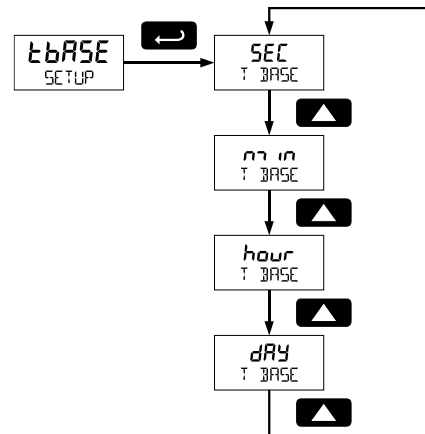 tbASE
SETUP
SEC
T BASE
min
T BASE
hour
T BASE
dAY
T BASE